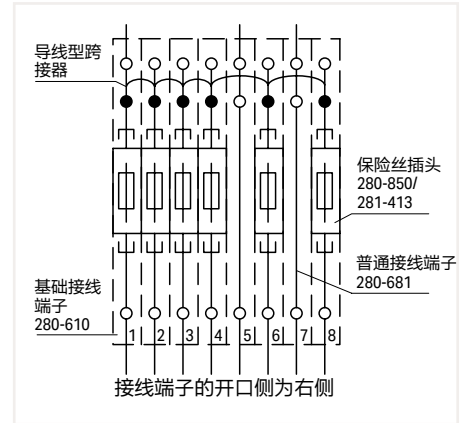 导线型跨
接器
保险丝插头
280-850/
281-413
普通接线端子
280-681
基础接线
端子
280-610
1 2 3 4 5 6 7 8
接线端子的开口侧为右侧